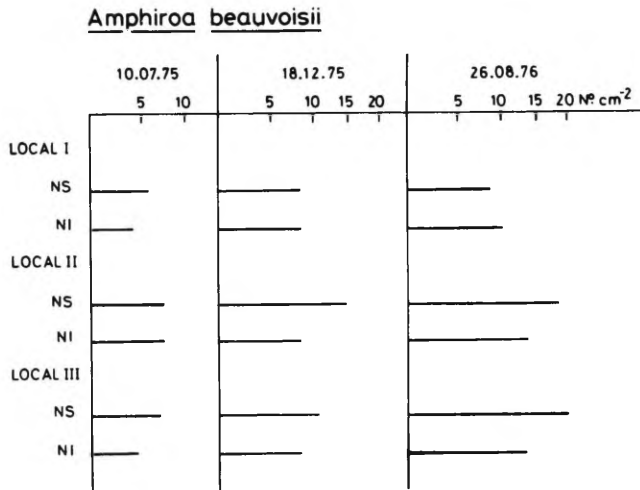 Amphiroa beauvoisii
10.07.75 18.12.75 26.08.76
5 10 5 10 15 20 5 10 15 20 Nº cm-2
LOCAL I
NS
NI
LOCAL II
NS
NI
LOCAL III
NS
NI